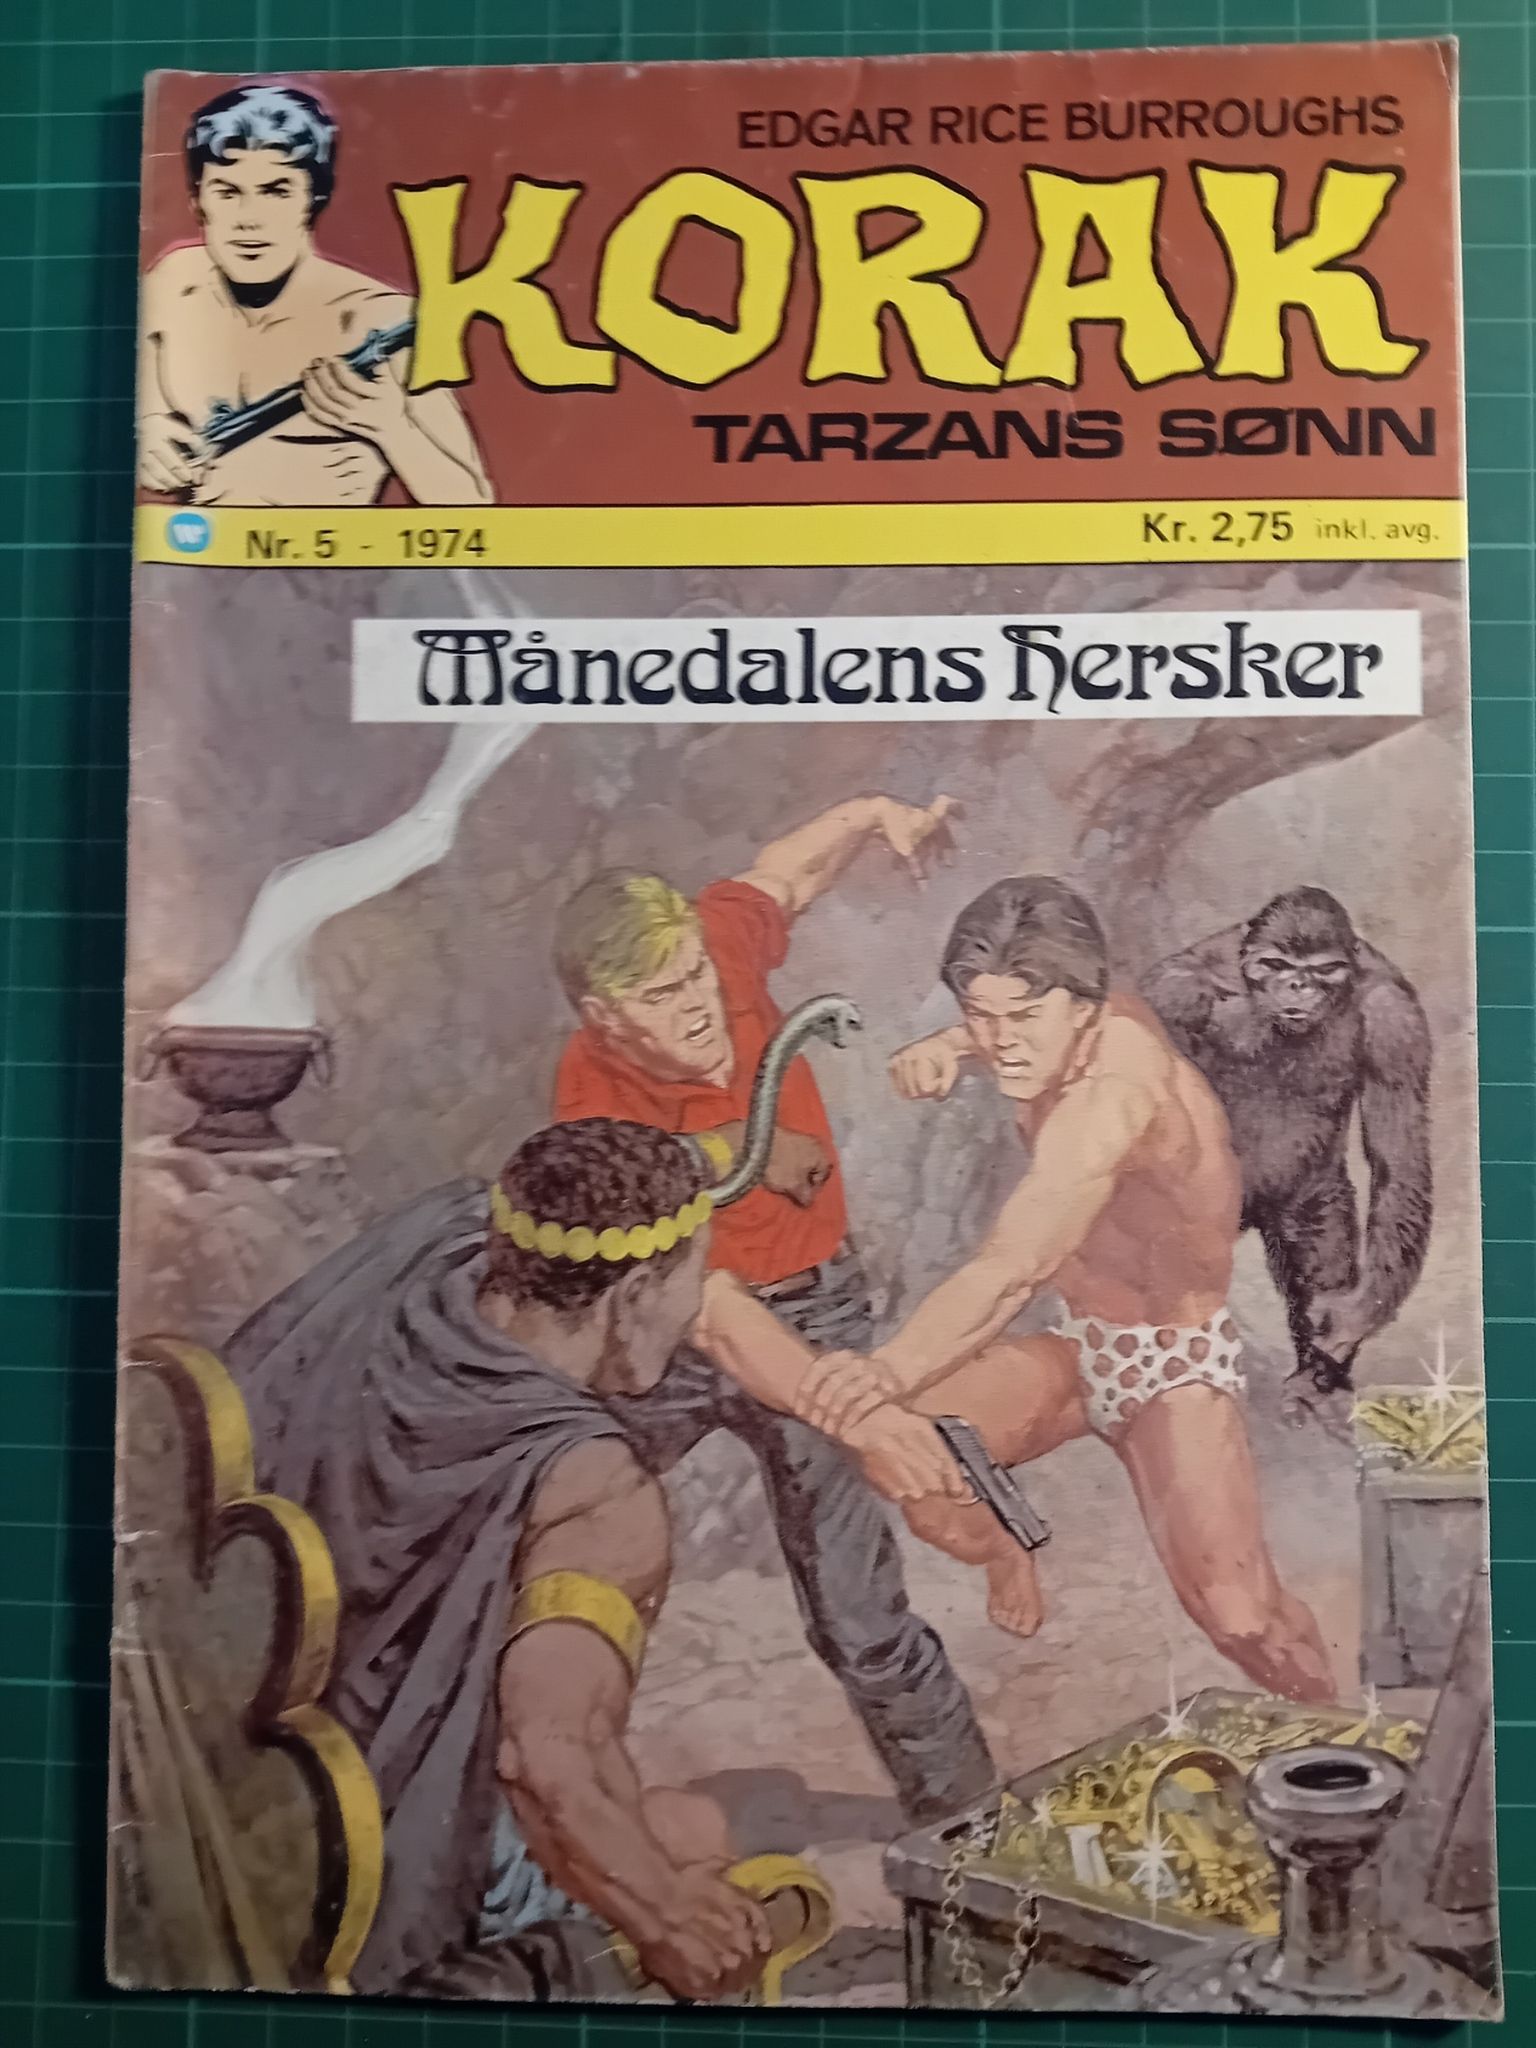 EDGAR RICE BURROUGHS
KORAK
TARZANS SØNN
W Nr. 5 - 1974 Kr. 2,75 inkl. avg.
Månedalens Hersker